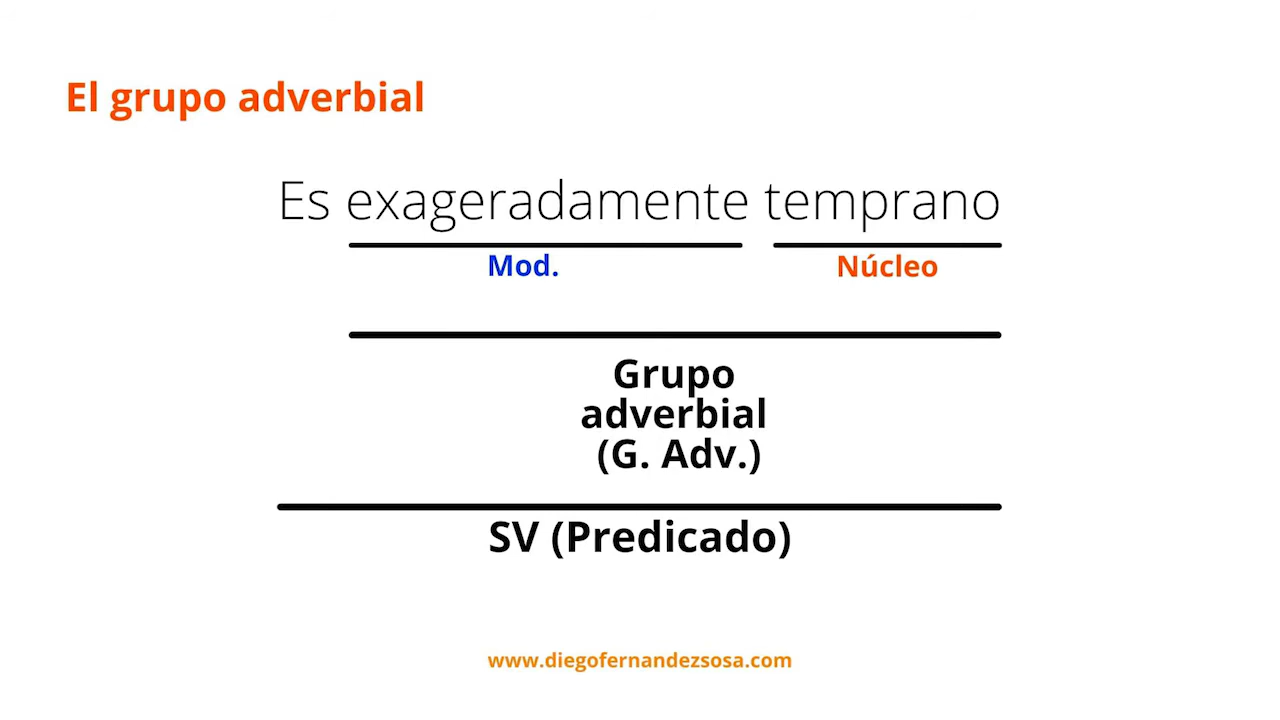 El grupo adverbial
Es exageradamente temprano
Mod. Núcleo
Grupo
adverbial
(G. Adv.)
SV (Predicado)
www.diegofernandezsosa.com